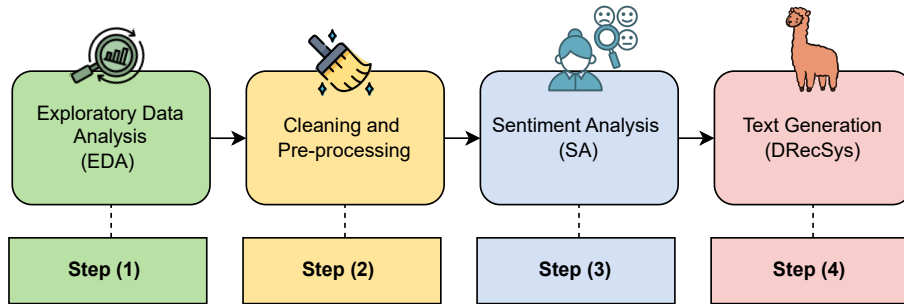 Exploratory Data
Analysis
(EDA)
Cleaning and
Pre-processing
Sentiment Analysis
(SA)
Text Generation
(DRecSys)
Step (1)
Step (2)
Step (3)
Step (4)